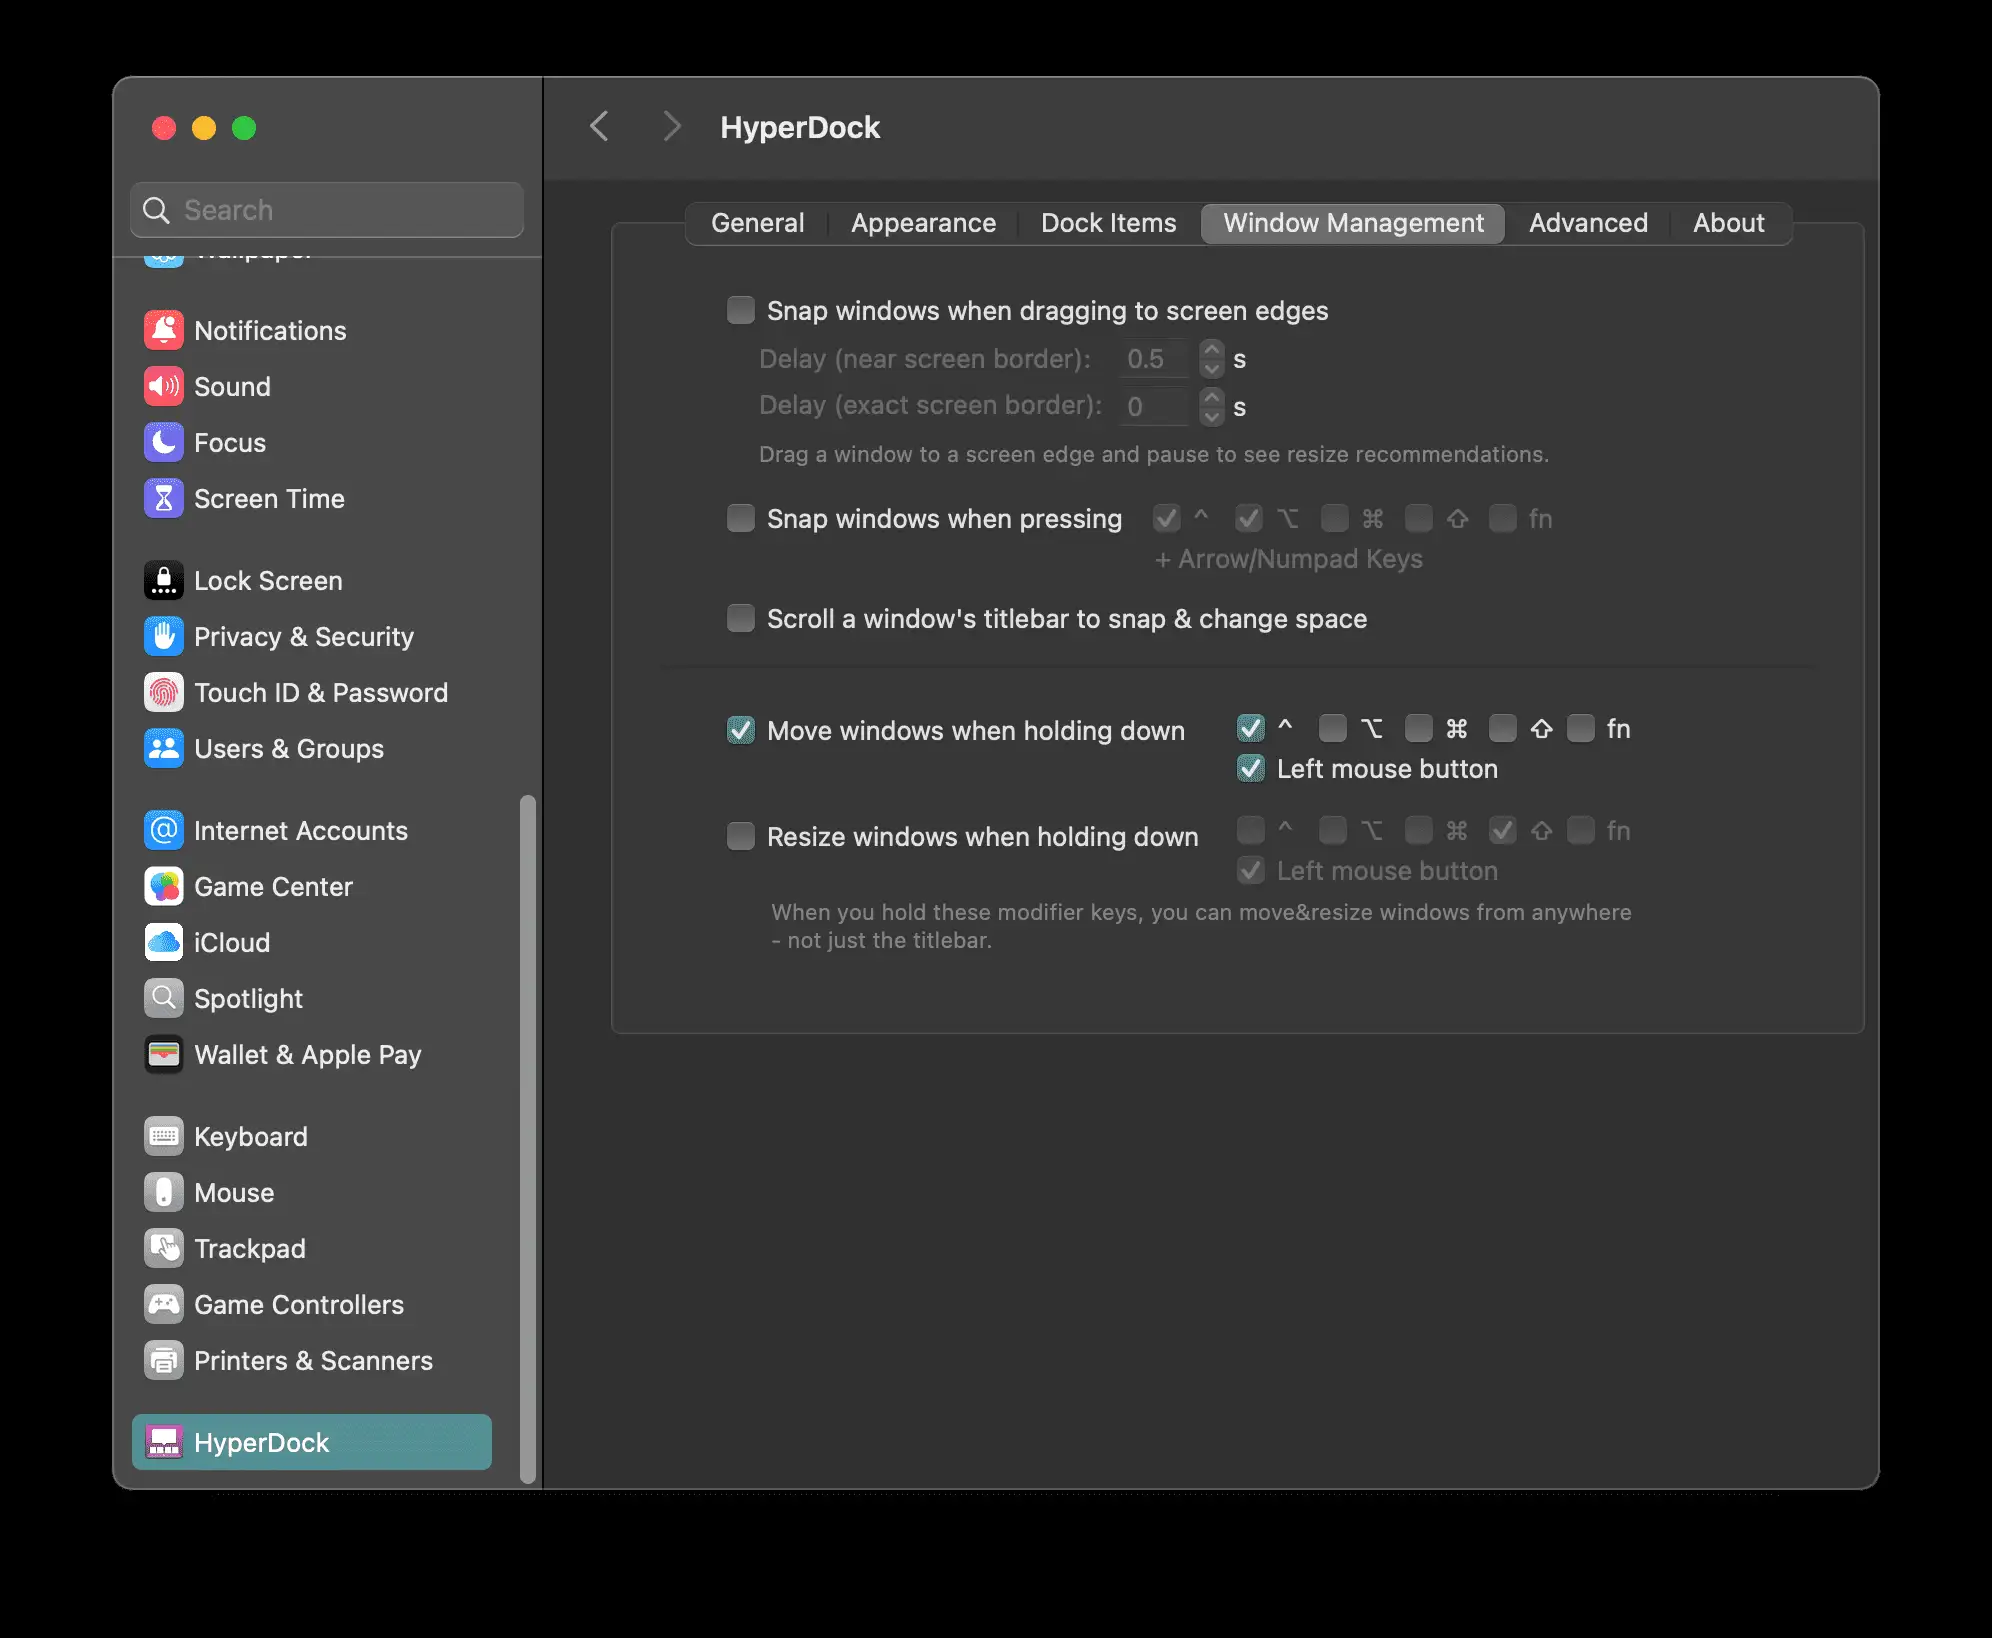 HyperDock
Search
Wallpaper
Notifications
Sound
Focus
Screen Time
Lock Screen
Privacy & Security
Touch ID & Password
Users & Groups
Internet Accounts
Game Center
iCloud
Spotlight
Wallet & Apple Pay
Keyboard
Mouse
Trackpad
Game Controllers
Printers & Scanners
HyperDock
General Appearance Dock Items Window Management Advanced About
Snap windows when dragging to screen edges
Delay (near screen border): 0.5 s
Delay (exact screen border): 0 s
Drag a window to a screen edge and pause to see resize recommendations.
Snap windows when pressing ^ ⌥ ⌘ ⇧ fn
+ Arrow/Numpad Keys
Scroll a window's titlebar to snap & change space
Move windows when holding down ^ ⌥ ⌘ ⇧ fn
Left mouse button
Resize windows when holding down ^ ⌥ ⌘ ⇧ fn
Left mouse button
When you hold these modifier keys, you can move&resize windows from anywhere
- not just the titlebar.